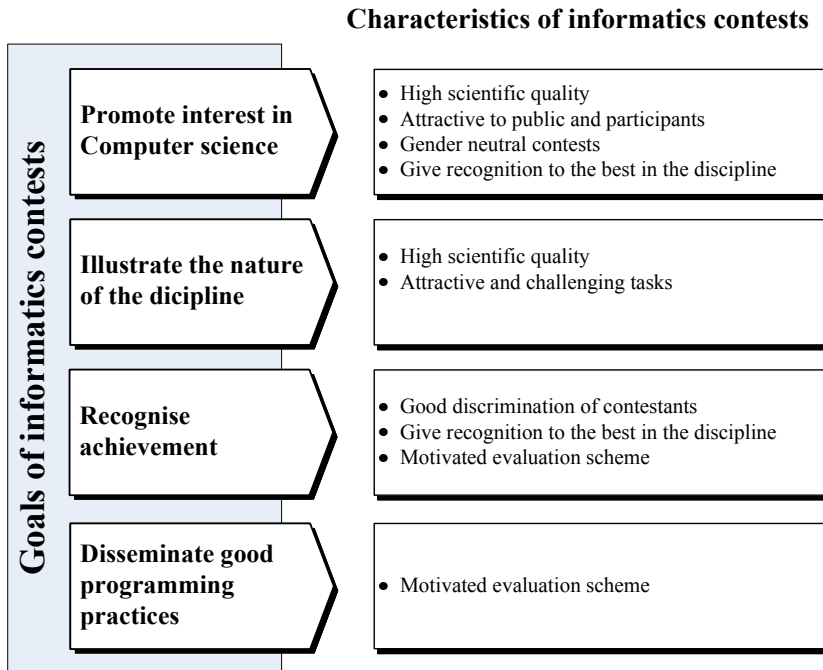 Characteristics of informatics contests
Goals of informatics contests
Promote interest in
Computer science
• High scientific quality
• Attractive to public and participants
• Gender neutral contests
• Give recognition to the best in the discipline
Illustrate the nature
of the dicipline
• High scientific quality
• Attractive and challenging tasks
Recognise
achievement
• Good discrimination of contestants
• Give recognition to the best in the discipline
• Motivated evaluation scheme
Disseminate good
programming
practices
• Motivated evaluation scheme